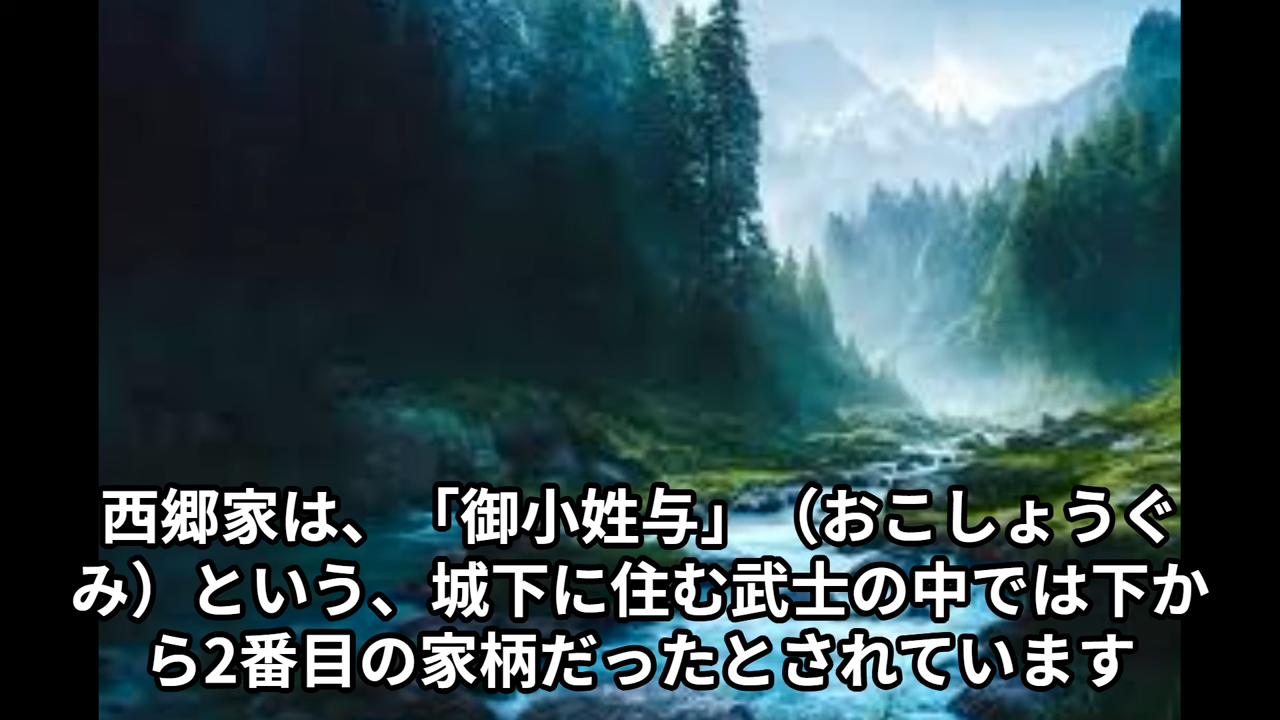 西郷家は、「御小姓与」（おこしょうぐ
み）という、城下に住む武士の中では下か
ら2番目の家柄だったとされています